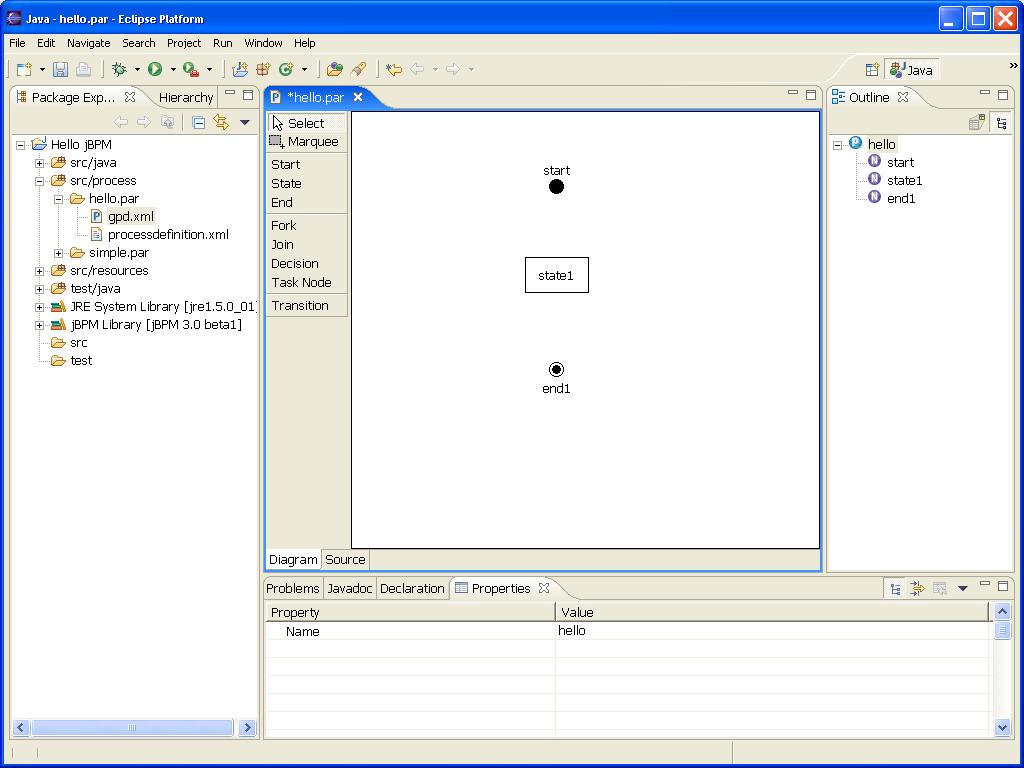 Java - hello.par - Eclipse Platform
File Edit Navigate Search Project Run Window Help
Java
Package Exp... Hierarchy
*hello.par
Outline
Hello jBPM
src/java
src/process
hello.par
gpd.xml
processdefinition.xml
simple.par
src/resources
test/java
JRE System Library [jre1.5.0_01]
jBPM Library [jBPM 3.0 beta1]
src
test
Select
Marquee
Start
State
End
Fork
Join
Decision
Task Node
Transition
start
state1
end1
Diagram Source
hello
start
state1
end1
Problems Javadoc Declaration Properties
Property Value
Name hello